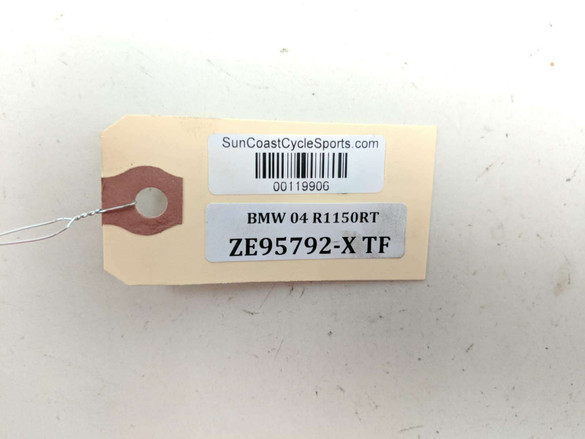 SunCoastCycleSports.com
00119906
BMW 04 R1150RT
ZE95792-X TF